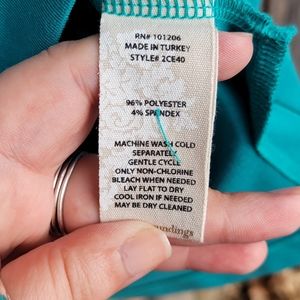 RN# 101206
MADE IN TURKEY
STYLE# 2CE40
96% POLYESTER
4% SPANDEX
MACHINE WASH COLD
SEPARATELY
GENTLE CYCLE
ONLY NON-CHLORINE
BLEACH WHEN NEEDED
LAY FLAT TO DRY
COOL IRON IF NEEDED
MAY BE DRY CLEANED